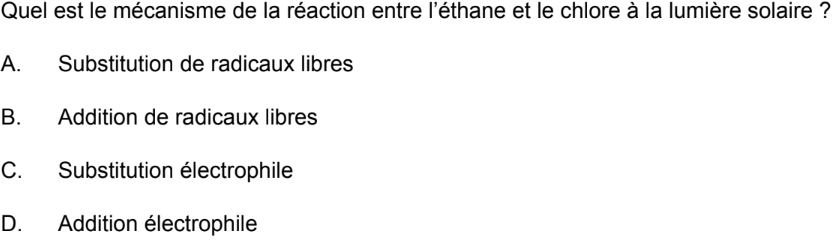 Quel est le mécanisme de la réaction entre l’éthane et le chlore à la lumière solaire ?
A. Substitution de radicaux libres
B. Addition de radicaux libres
C. Substitution électrophile
D. Addition électrophile